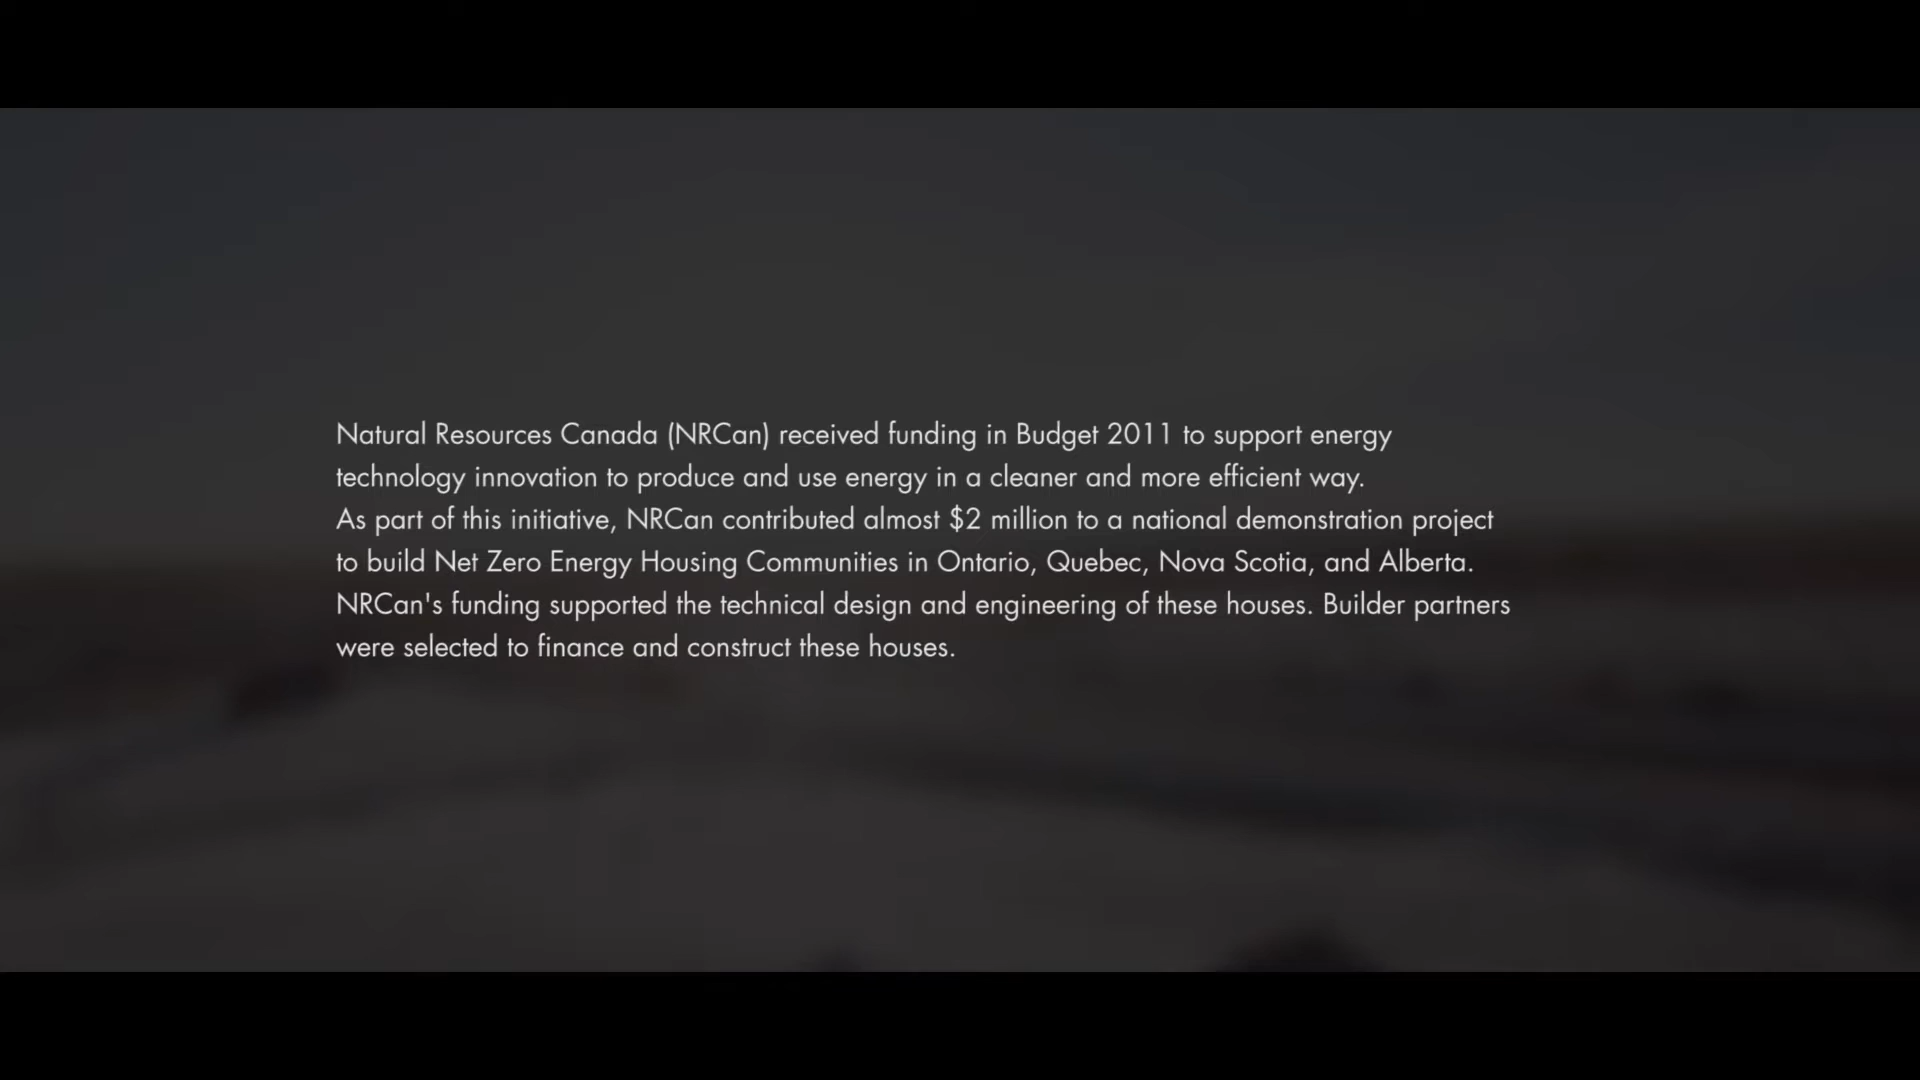 Natural Resources Canada (NRCan) received funding in Budget 2011 to support energy
technology innovation to produce and use energy in a cleaner and more efficient way.
As part of this initiative, NRCan contributed almost $2 million to a national demonstration project
to build Net Zero Energy Housing Communities in Ontario, Quebec, Nova Scotia, and Alberta.
NRCan's funding supported the technical design and engineering of these houses. Builder partners
were selected to finance and construct these houses.